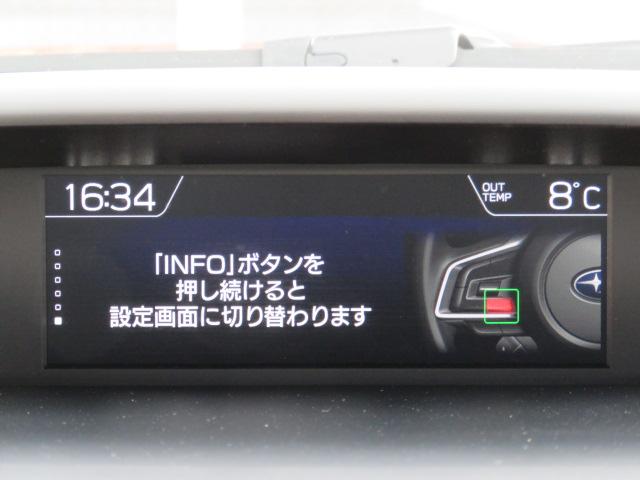 16:34
OUT
TEMP
8°C
「INFO」ボタンを
押し続けると
設定画面に切り替わります